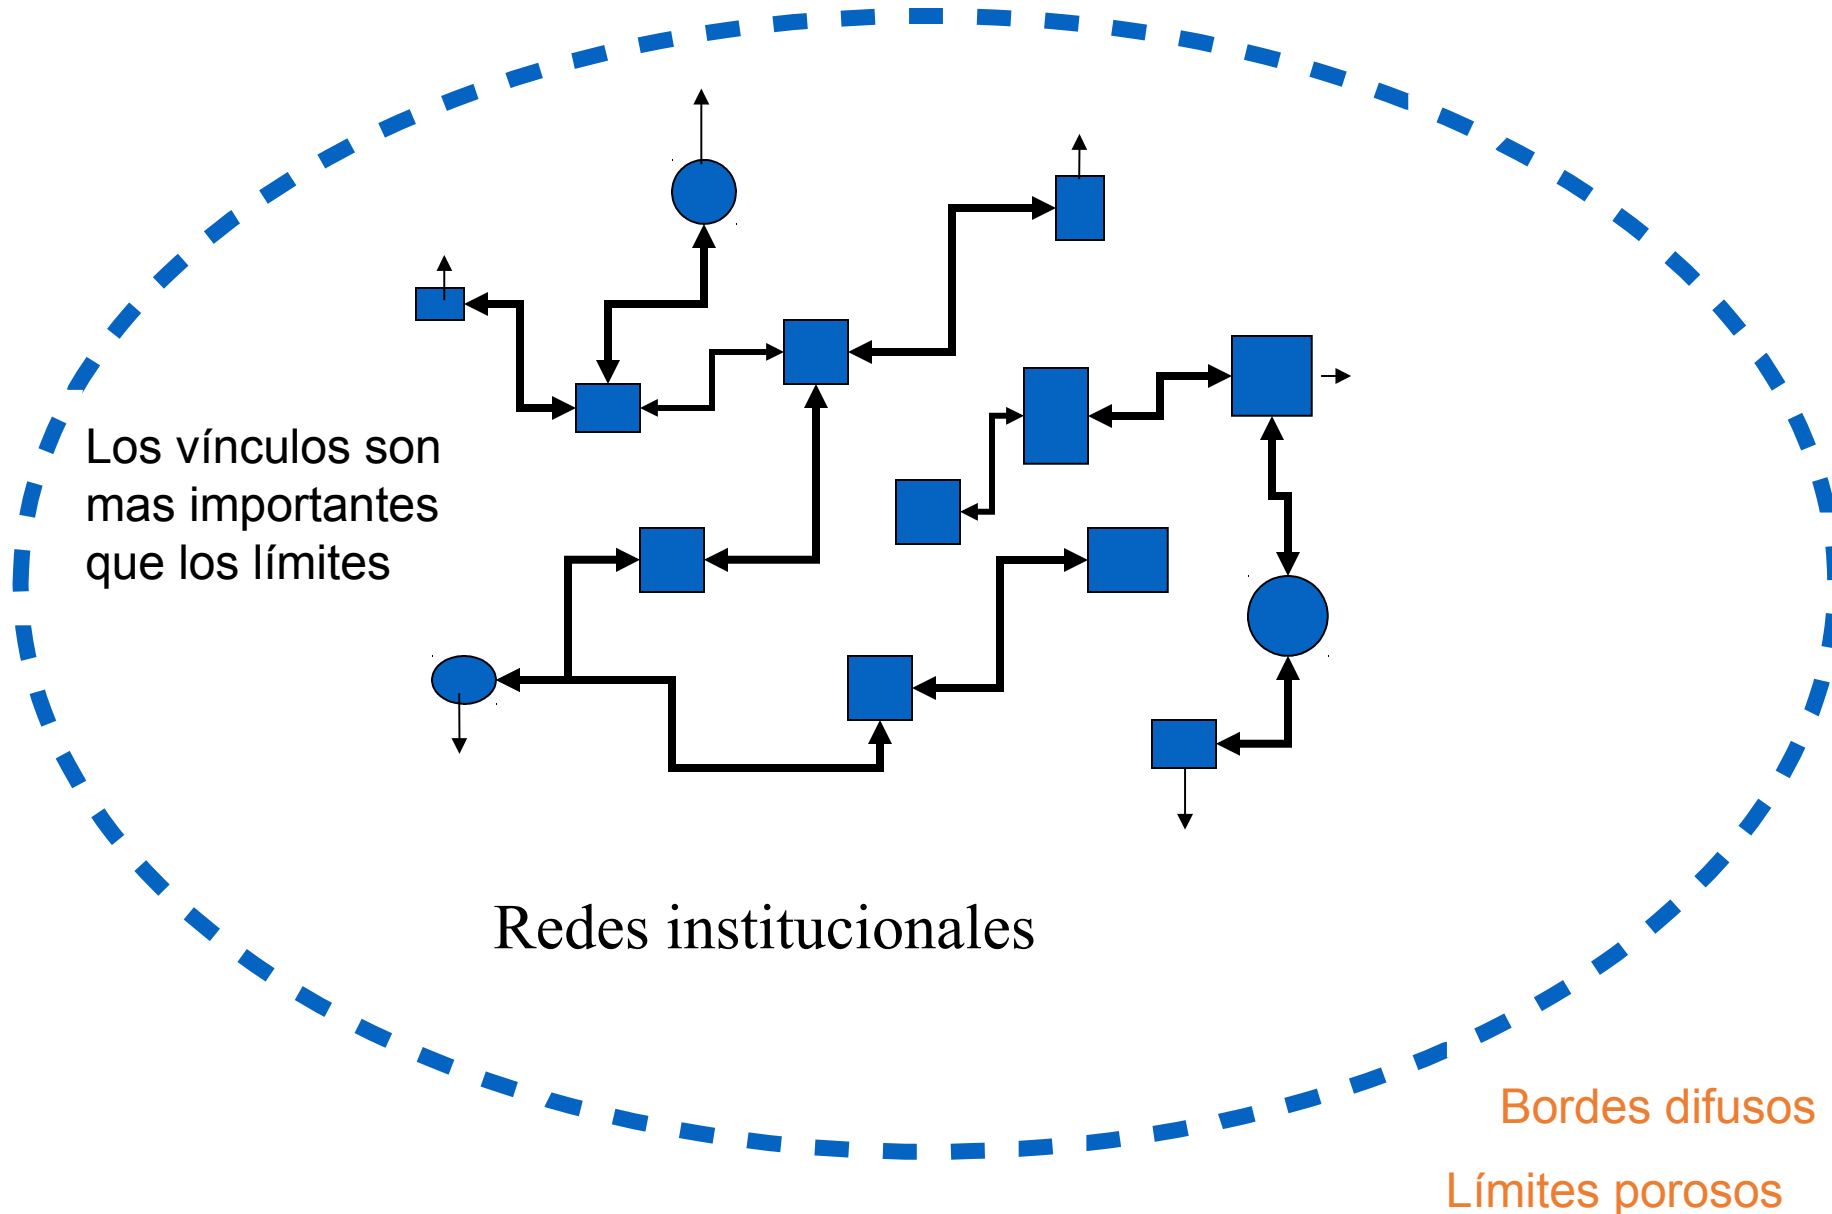 Los vínculos son
mas importantes
que los límites
Redes institucionales
Bordes difusos
Límites porosos